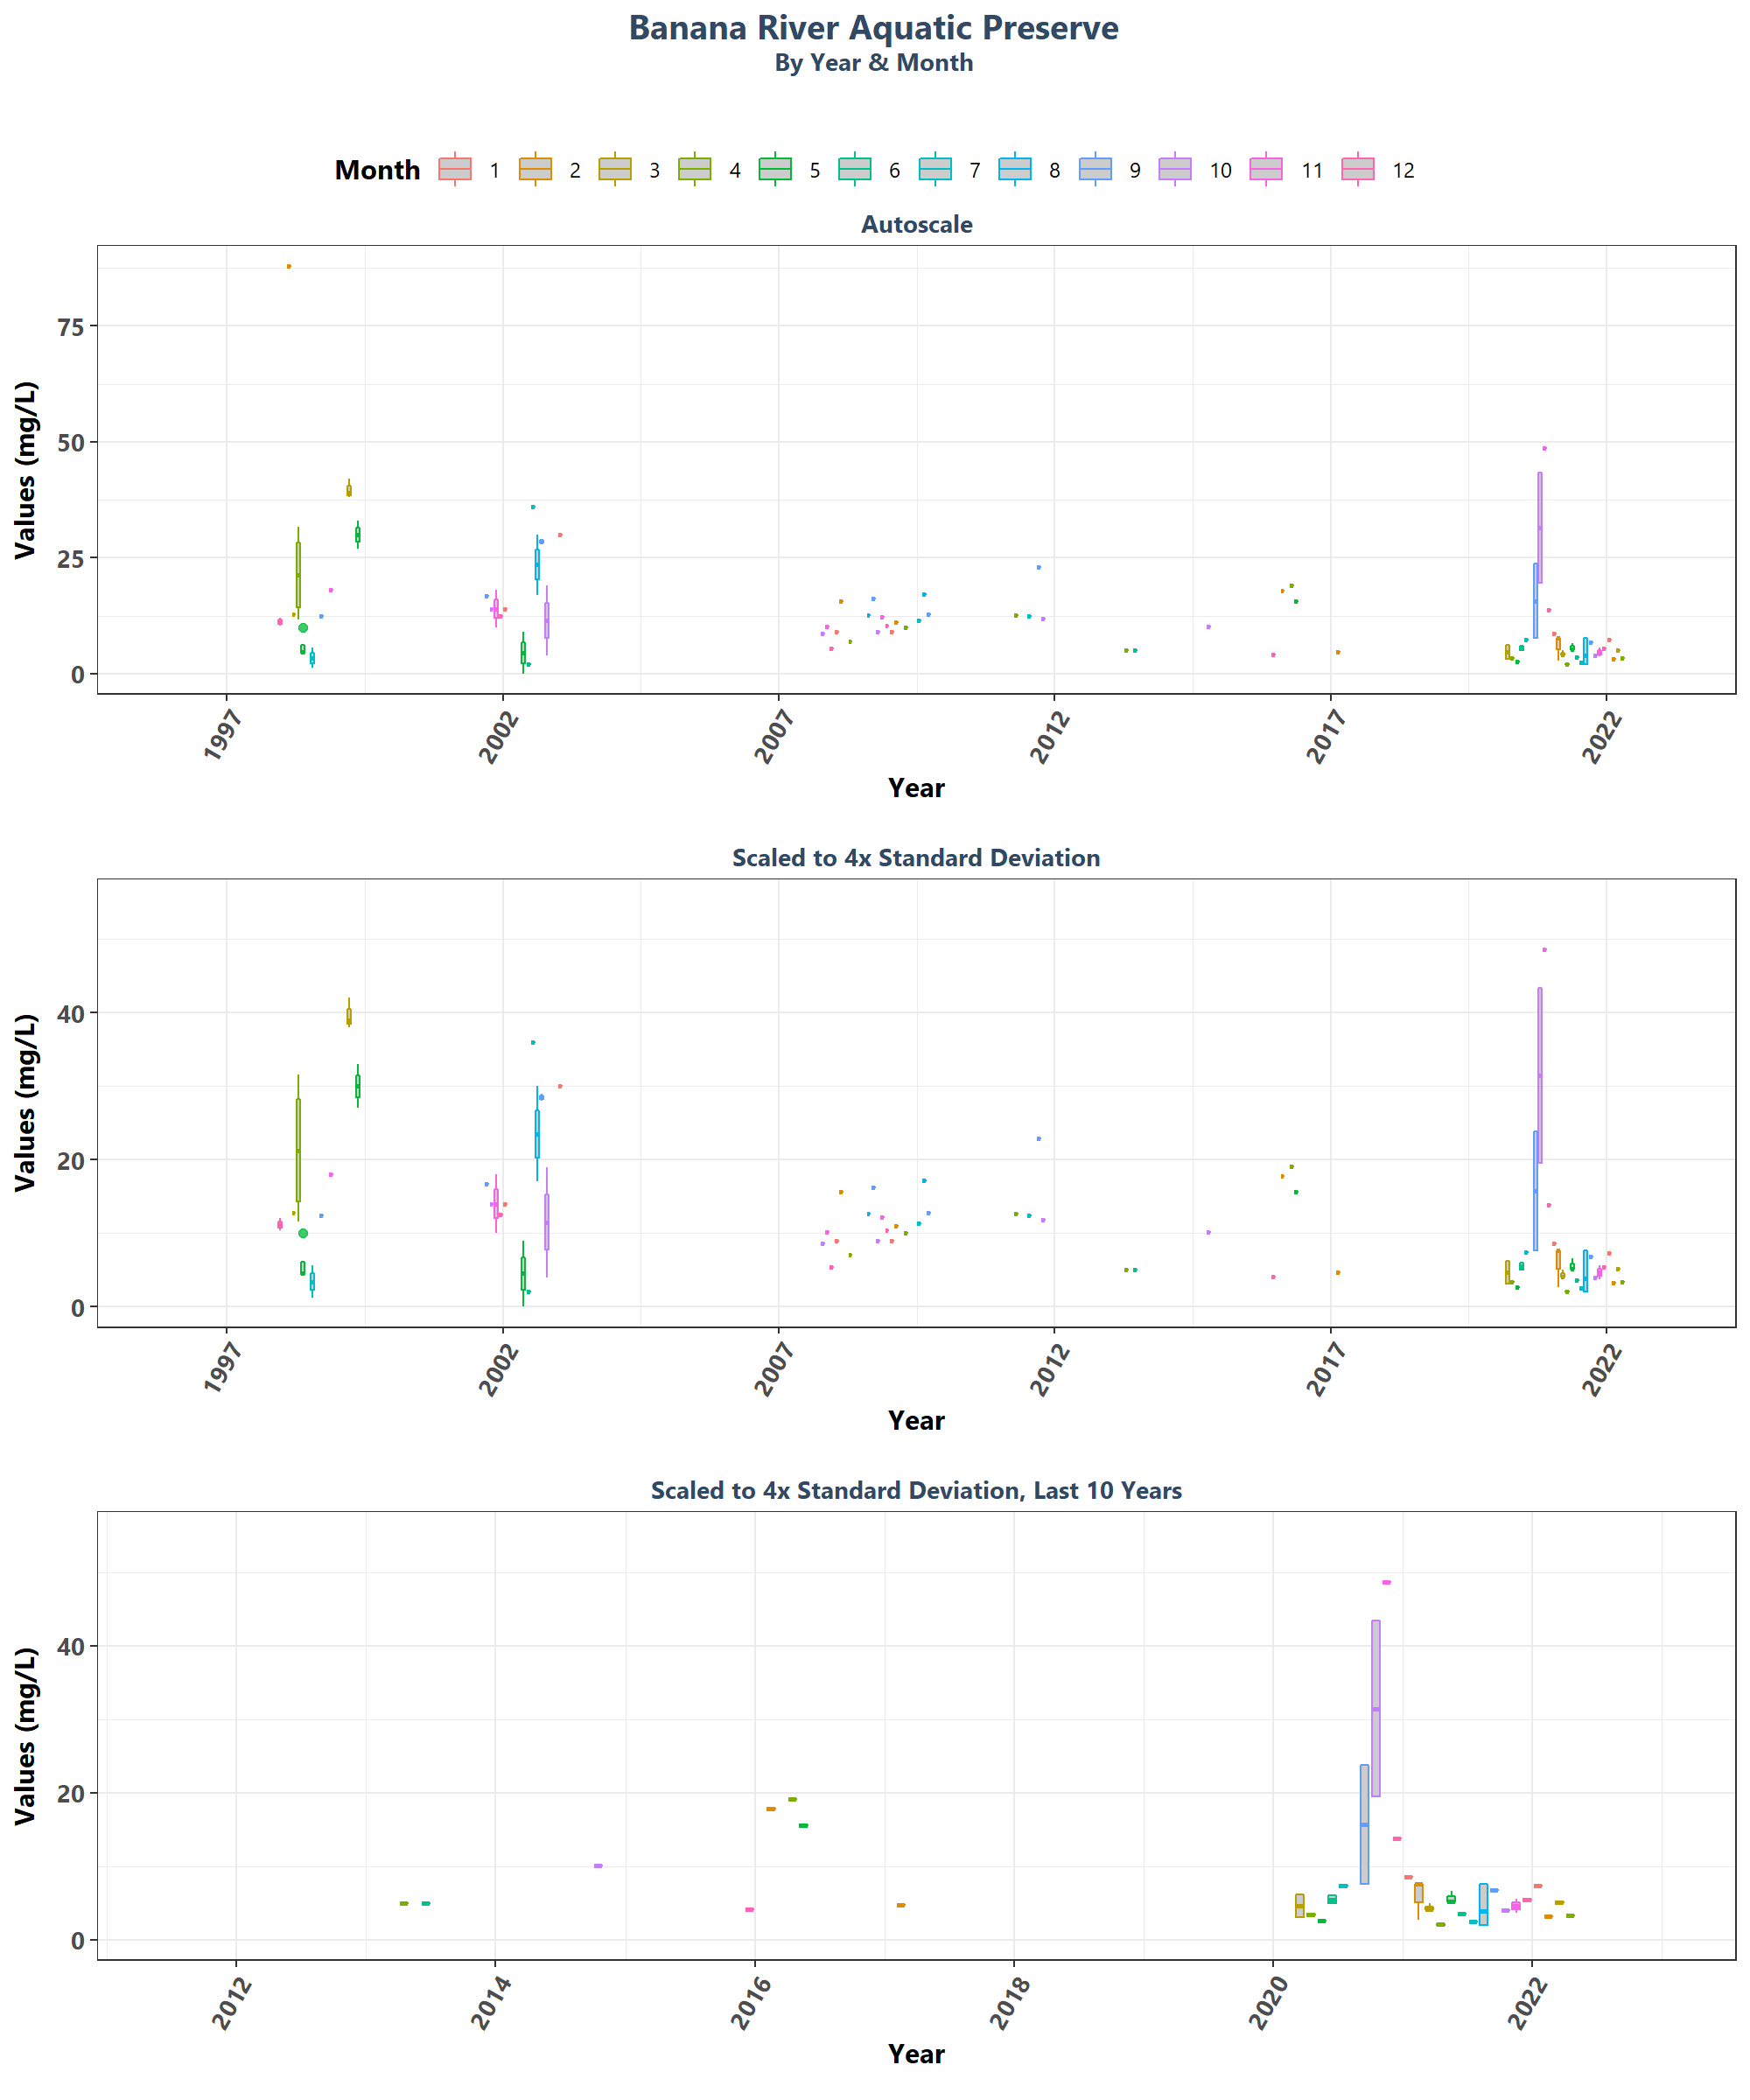 Banana River Aquatic Preserve
By Year & Month
Month 1 2 3 4 5 6 7 8 9 10 11 12
Autoscale
Values (mg/L)
75
50
25
0
1997 2002 2007 2012 2017 2022
Year
Scaled to 4x Standard Deviation
Values (mg/L)
40
20
0
1997 2002 2007 2012 2017 2022
Year
Scaled to 4x Standard Deviation, Last 10 Years
Values (mg/L)
40
20
0
2012 2014 2016 2018 2020 2022
Year